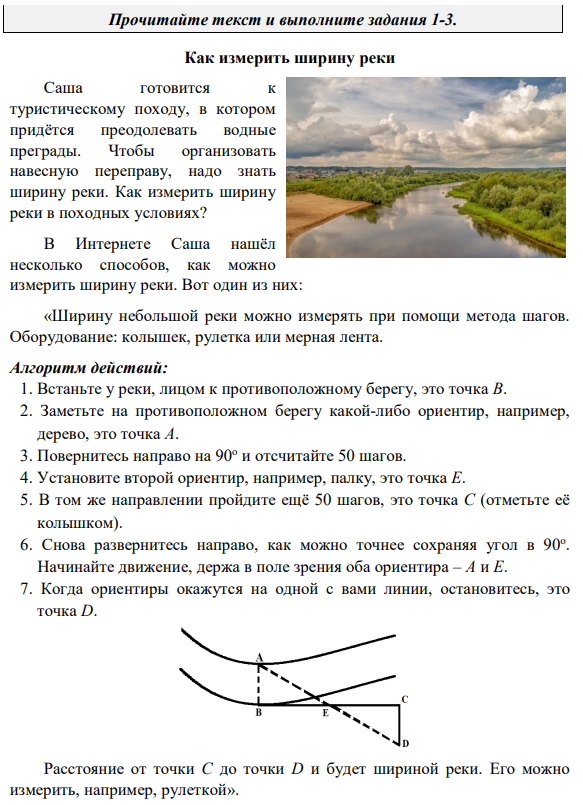 Прочитайте текст и выполните задания 1-3.
Как измерить ширину реки
Саша готовится к
туристическому походу, в котором
придётся преодолевать водные
преграды. Чтобы организовать
навесную переправу, надо знать
ширину реки. Как измерить ширину
реки в походных условиях?
В Интернете Саша нашёл
несколько способов, как можно
измерить ширину реки. Вот один из них:
«Ширину небольшой реки можно измерять при помощи метода шагов.
Оборудование: колышек, рулетка или мерная лента.
Алгоритм действий:
1. Встаньте у реки, лицом к противоположному берегу, это точка B.
2. Заметьте на противоположном берегу какой-либо ориентир, например,
дерево, это точка A.
3. Повернитесь направо на 90º и отсчитайте 50 шагов.
4. Установите второй ориентир, например, палку, это точка E.
5. В том же направлении пройдите ещё 50 шагов, это точка C (отметьте её
колышком).
6. Снова развернитесь направо, как можно точнее сохраняя угол в 90º.
Начинайте движение, держа в поле зрения оба ориентира – A и E.
7. Когда ориентиры окажутся на одной с вами линии, остановитесь, это
точка D.
A
B
E
C
D
Расстояние от точки C до точки D и будет шириной реки. Его можно
измерить, например, рулеткой».